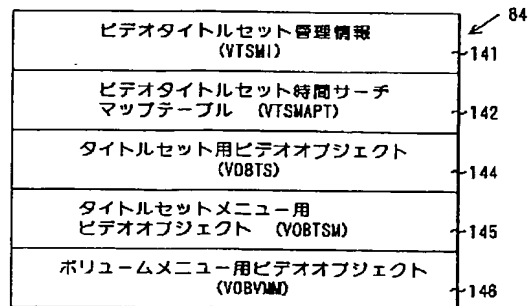 84
ビデオタイトルセット管理情報
(VTSMI)
141
ビデオタイトルセット時間サーチ
マップテーブル (VTSMAPT)
142
タイトルセット用ビデオオブジェクト
(VOBTS)
144
タイトルセットメニュー用
ビデオオブジェクト (VOBTSM)
145
ボリュームメニュー用ビデオオブジェクト
(VOBVMM)
146